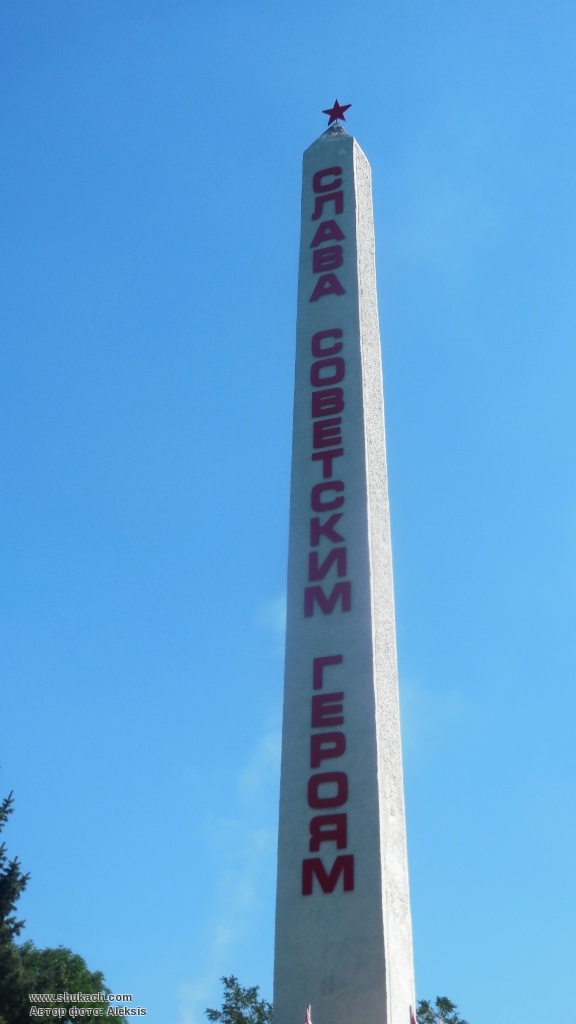 СЛАВА СОВЕТСКИМ ГЕРОЯМ
www.shukach.com
Автор фото: Aleksis